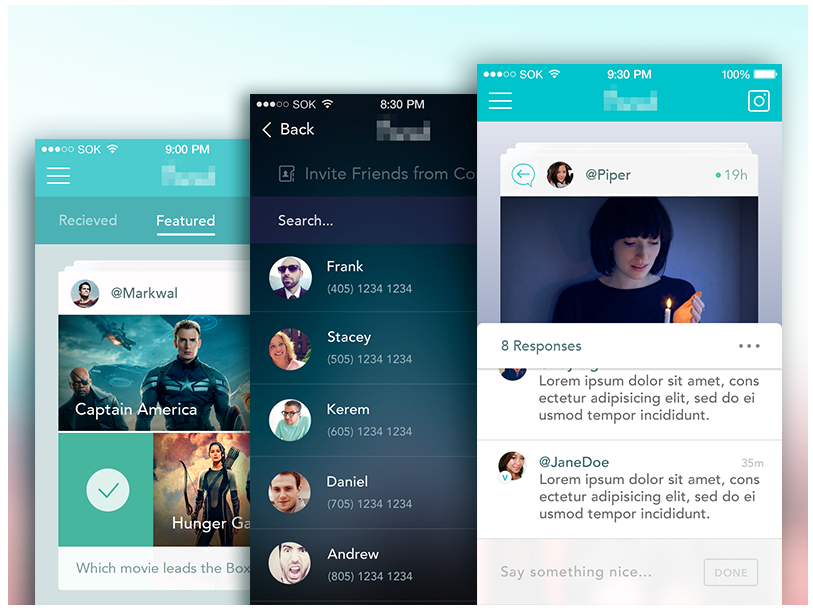 SOK
9:00 PM
Recieved
Featured
@Markwal
Captain America
Hunger Ga
Which movie leads the Box
SOK
8:30 PM
Back
Invite Friends from Co
Search...
Frank
(405) 1234 1234
Stacey
(505) 1234 1234
Kerem
(605) 1234 1234
Daniel
(705) 1234 1234
Andrew
(805) 1234 1234
SOK
9:30 PM
100%
@Piper
19h
8 Responses
Lorem ipsum dolor sit amet, cons
ectetur adipisicing elit, sed do ei
usmod tempor incididunt.
@JaneDoe
35m
Lorem ipsum dolor sit amet, cons
ectetur adipisicing elit, sed do ei
usmod tempor incididunt.
Say something nice...
DONE